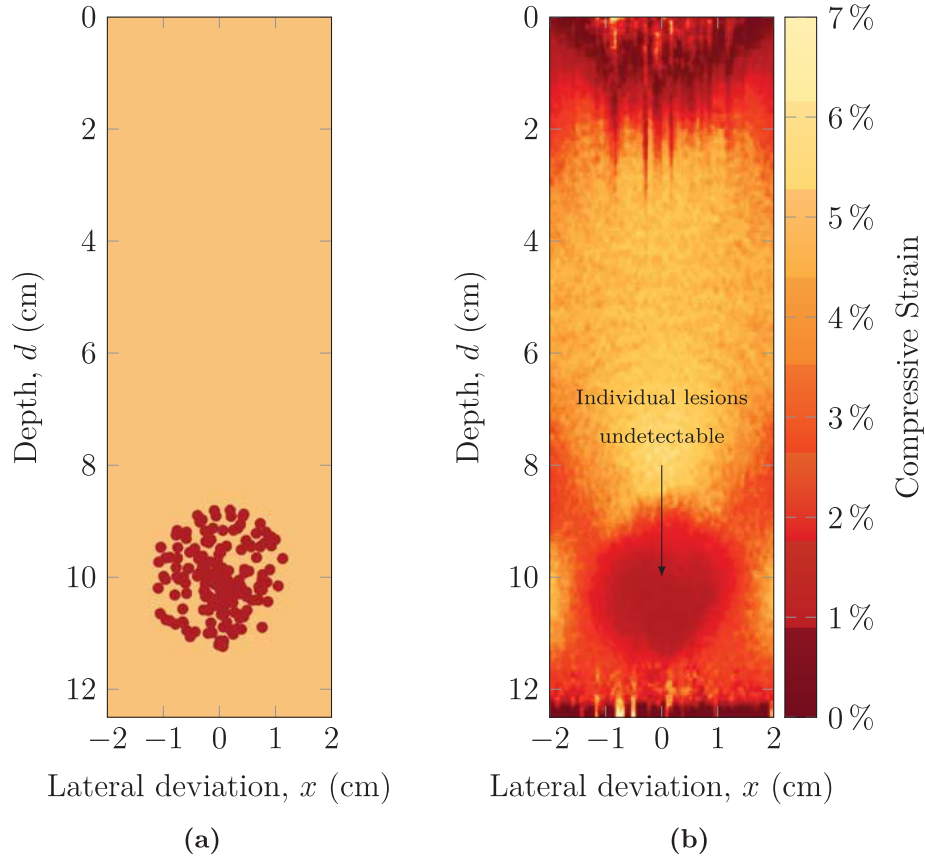 0
2
4
6
8
10
12
Depth, d (cm)
−2 −1 0 1 2
Lateral deviation, x (cm)
(a)
0
2
4
6
8
10
12
Depth, d (cm)
Individual lesions
undetectable
−2 −1 0 1 2
Lateral deviation, x (cm)
(b)
7 %
6 %
5 %
4 %
3 %
2 %
1 %
0 %
Compressive Strain